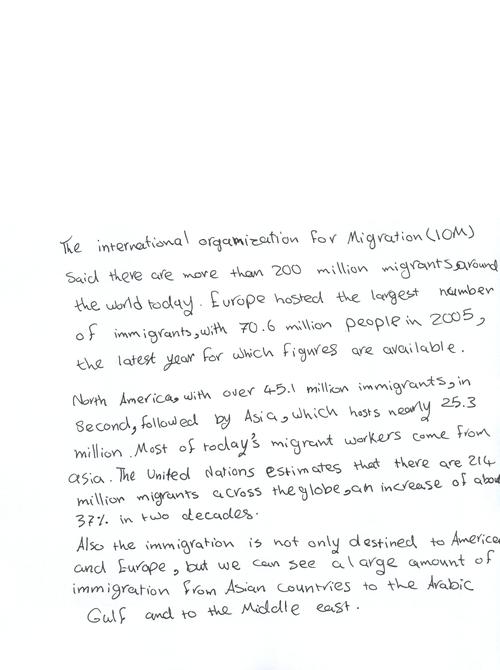 The international organization for Migration (IOM)
Said there are more than 200 million migrants around
the world today. Europe hosted the largest number
of immigrants, with 70.6 million people in 2005,
the latest year for which figures are available.
North America, with over 45.1 million immigrants, in
Second, followed by Asia, which hosts nearly 25.3
million. Most of today's migrant workers come from
asia. The United Nations estimates that there are 214
million migrants across the globe, an increase of about
37% in two decades.
Also the immigration is not only destined to America
and Europe, but we can see a large amount of
immigration from Asian countries to the Arabic
Gulf and to the Middle east.